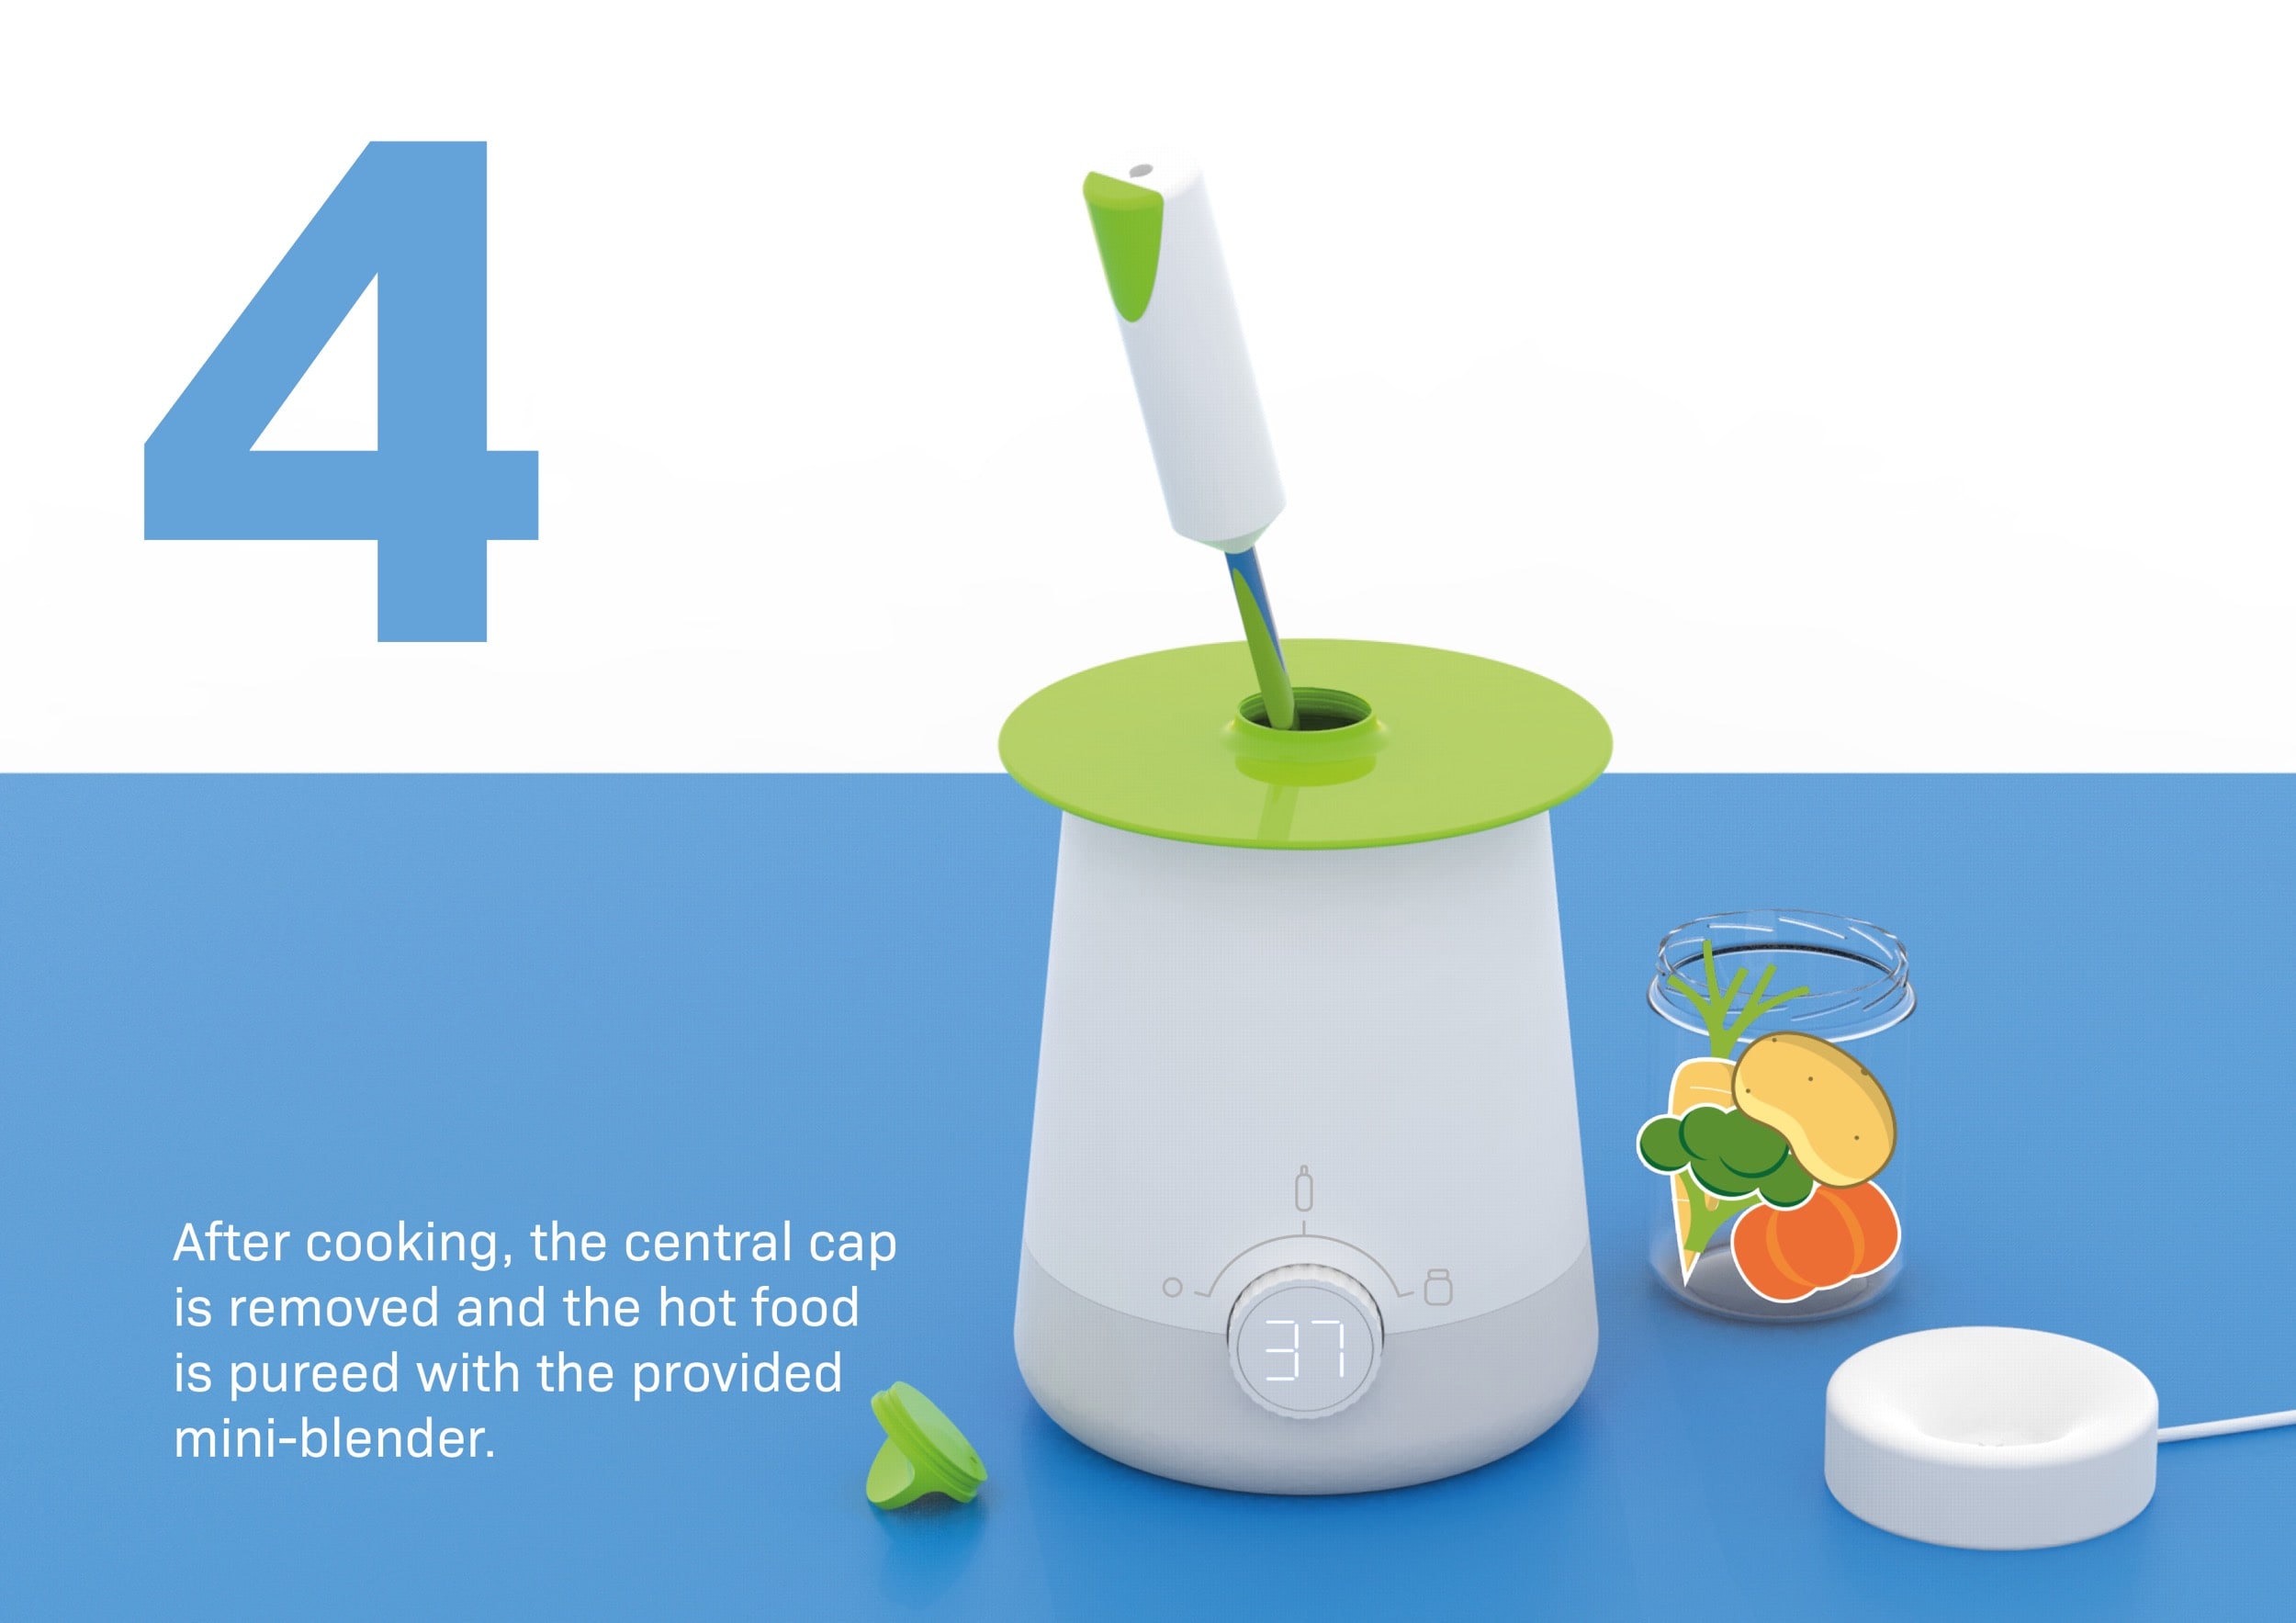 4
After cooking, the central cap
is removed and the hot food
is pureed with the provided
mini-blender.
37